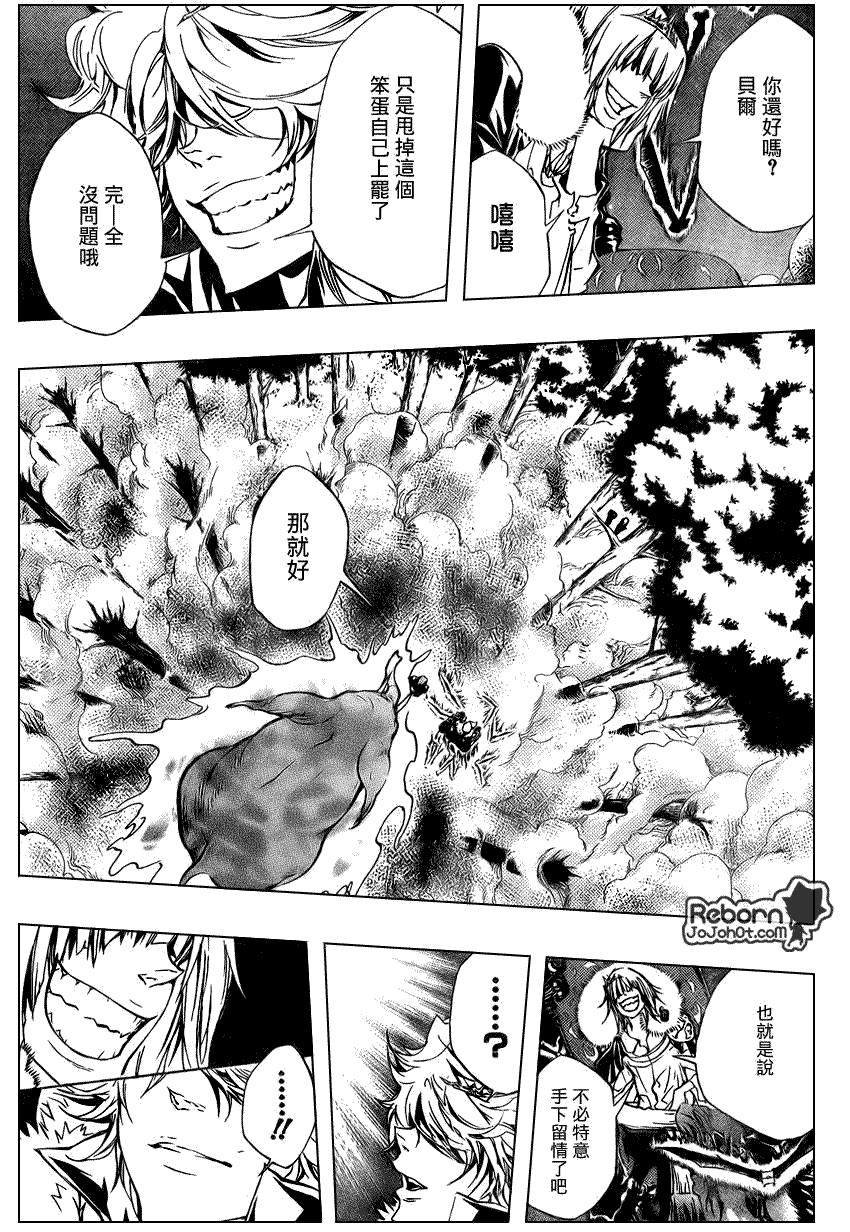 你還好嗎？
貝爾
嘻嘻
只是甩掉這個
笨蛋自己上罷了
完—全
沒問題哦
那就好
也就是說
不必特意
手下留情了吧
……？
……!!
Reborn
JoJoHOt.com